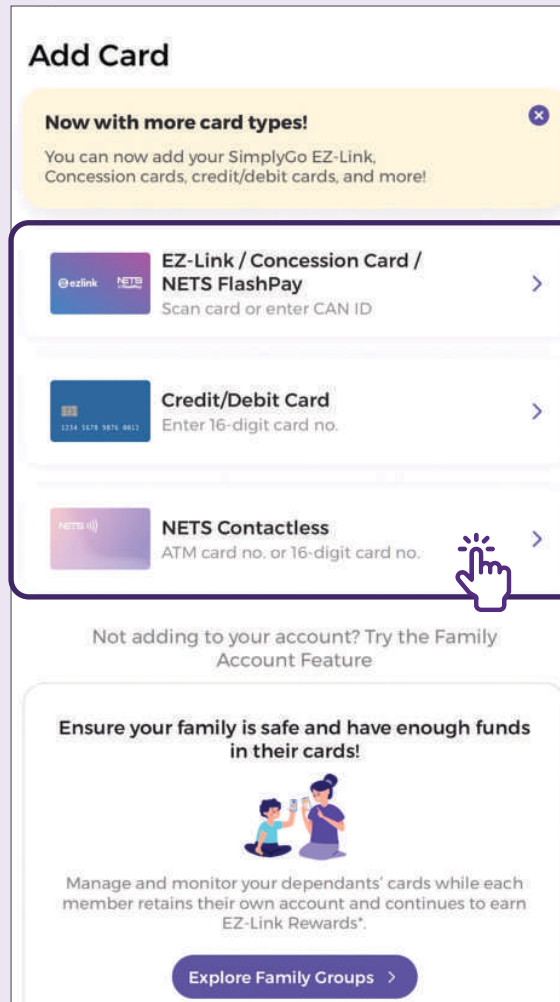 Add Card
Now with more card types!
You can now add your SimplyGo EZ-Link,
Concession cards, credit/debit cards, and more!
ezlink NETS
FlashPay
EZ-Link / Concession Card /
NETS FlashPay
Scan card or enter CAN ID
1234 5678 9876 0012
Credit/Debit Card
Enter 16-digit card no.
NETS
NETS Contactless
ATM card no. or 16-digit card no.
Not adding to your account? Try the Family
Account Feature
Ensure your family is safe and have enough funds
in their cards!
Manage and monitor your dependants' cards while each
member retains their own account and continues to earn
EZ-Link Rewards*.
Explore Family Groups >